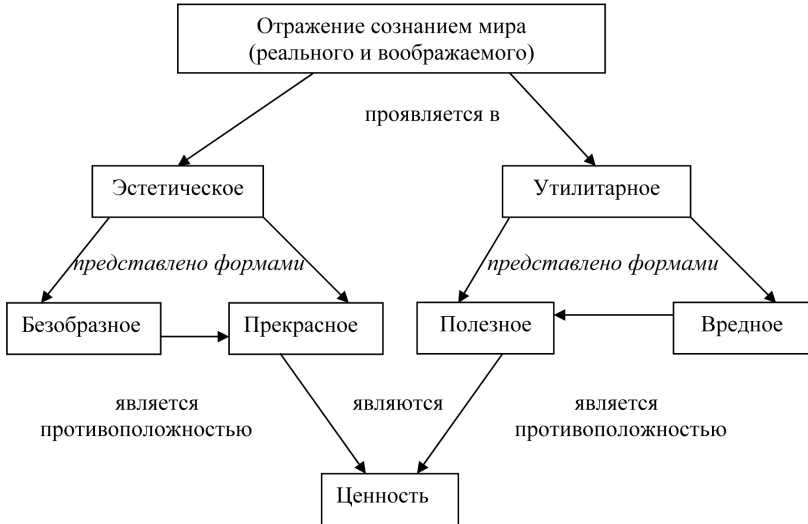 Отражение сознанием мира
(реального и воображаемого)
проявляется в
Эстетическое
Утилитарное
представлено формами
представлено формами
Безобразное
Прекрасное
Полезное
Вредное
является
противоположностью
являются
является
противоположностью
Ценность